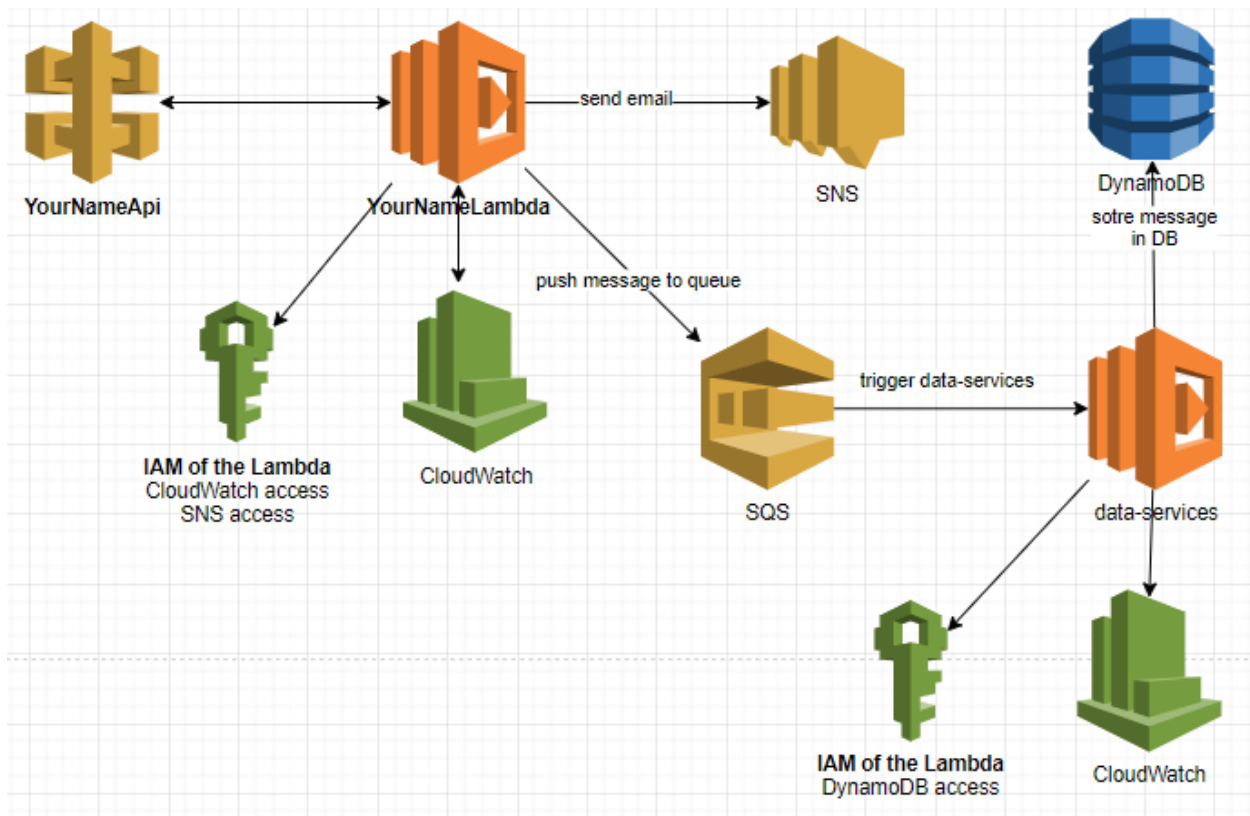 send email
YourNameApi
YourNameLambda
SNS
DynamoDB
sotre message
in DB
push message to queue
trigger data-services
IAM of the Lambda
CloudWatch access
SNS access
CloudWatch
SQS
data-services
IAM of the Lambda
DynamoDB access
CloudWatch